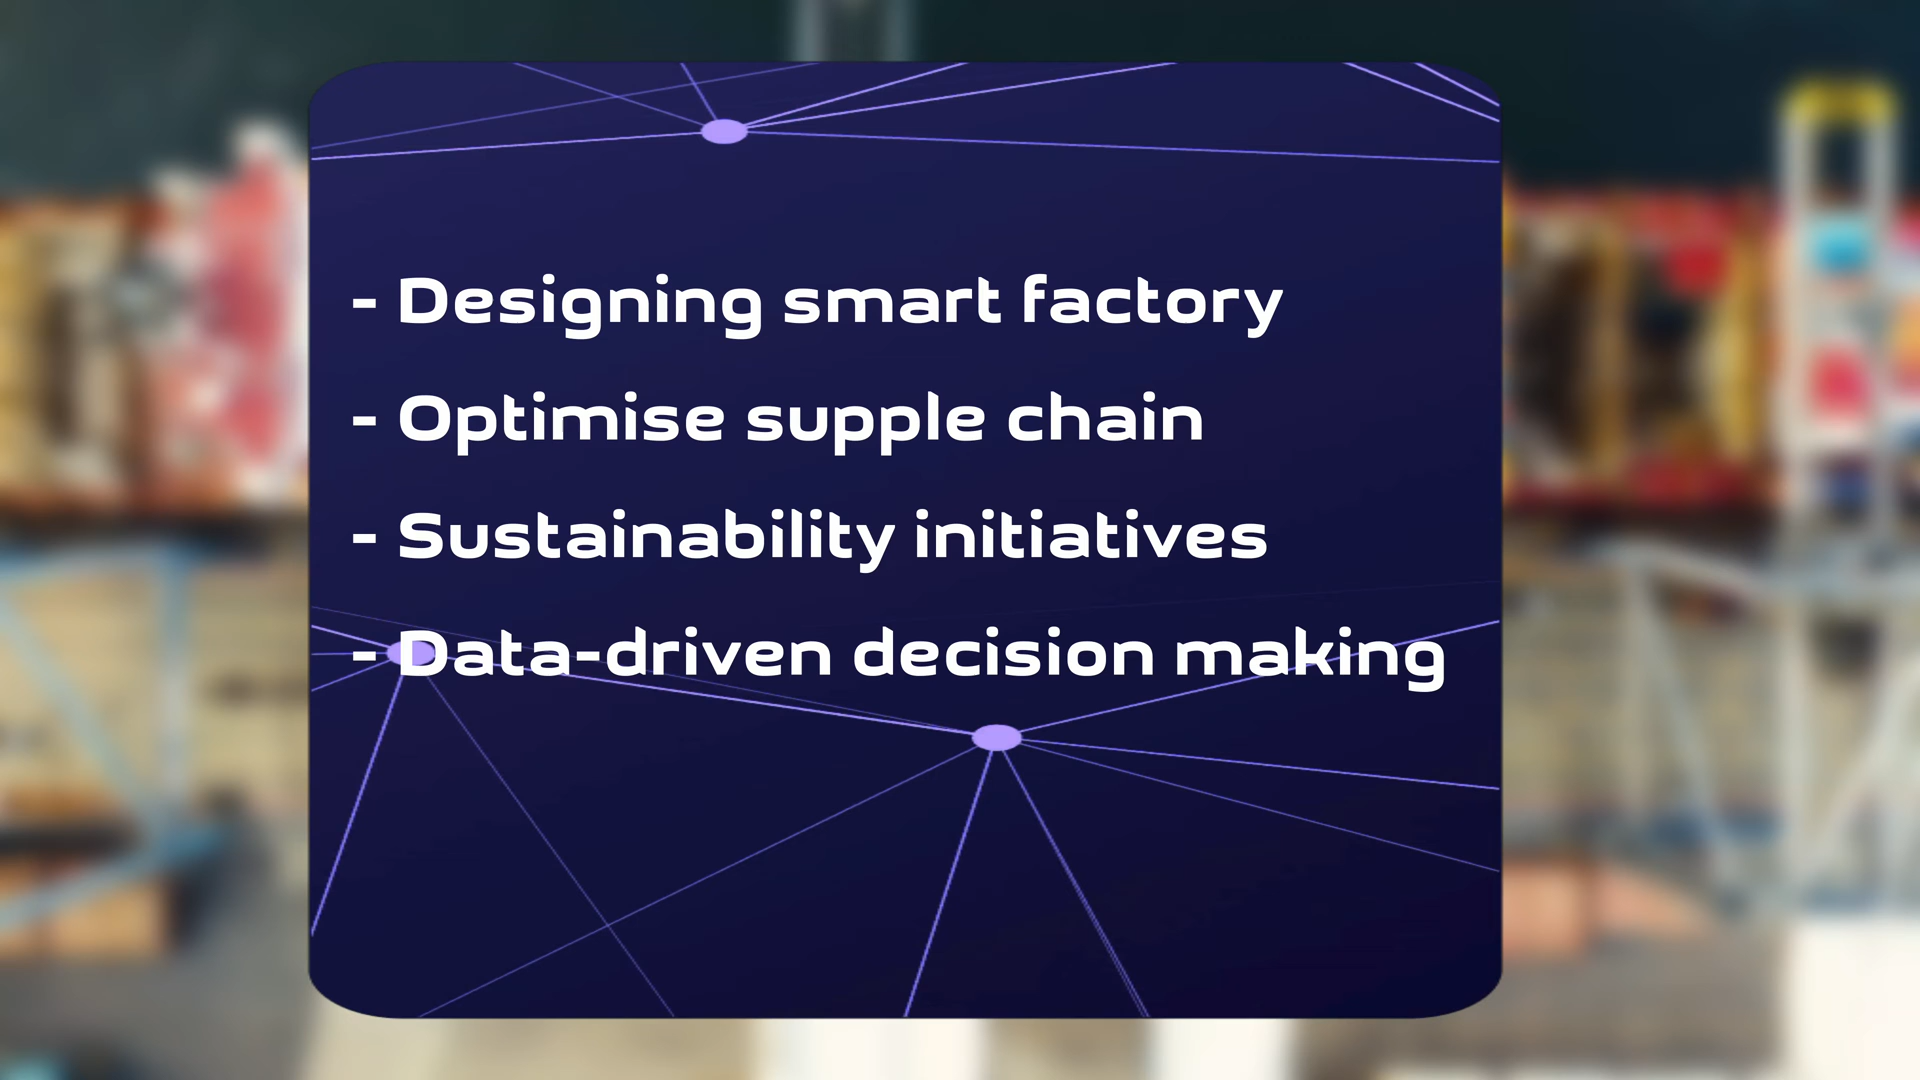 - Designing smart factory
- Optimise supple chain
- Sustainability initiatives
- Data-driven decision making